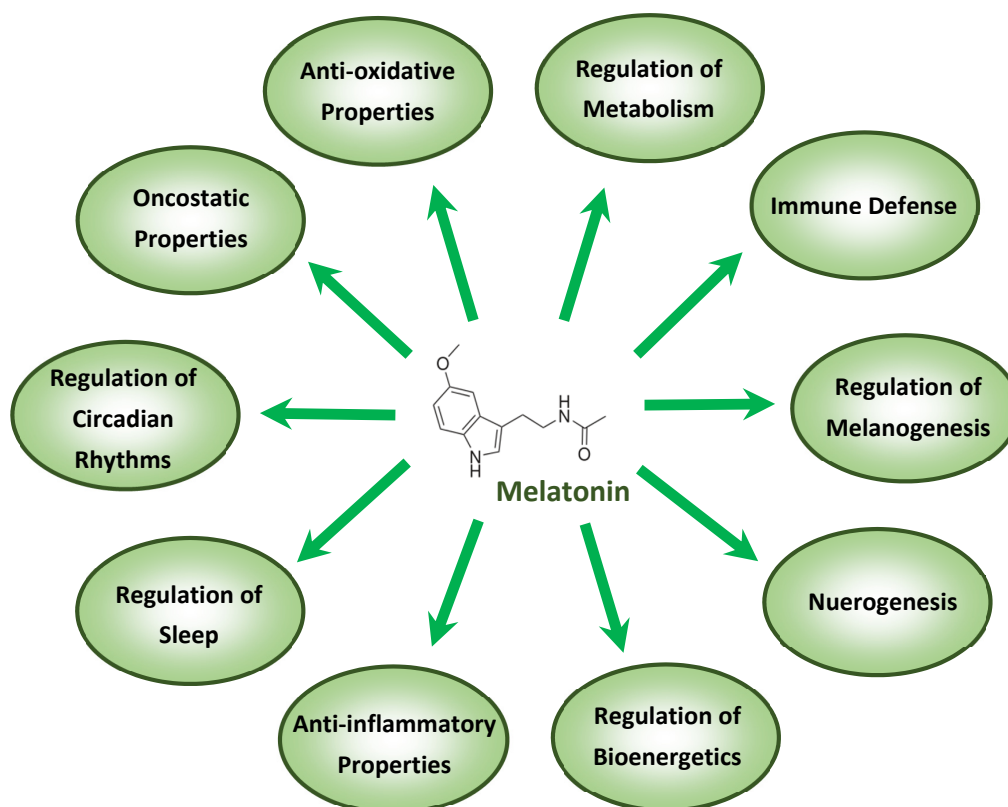 Anti-oxidative
Properties
Regulation of
Metabolism
Immune Defense
Regulation of
Melanogenesis
Nuerogenesis
Regulation of
Bioenergetics
Anti-inflammatory
Properties
Regulation of
Sleep
Regulation of
Circadian
Rhythms
Oncostatic
Properties
O
H
N
O
N
H
Melatonin